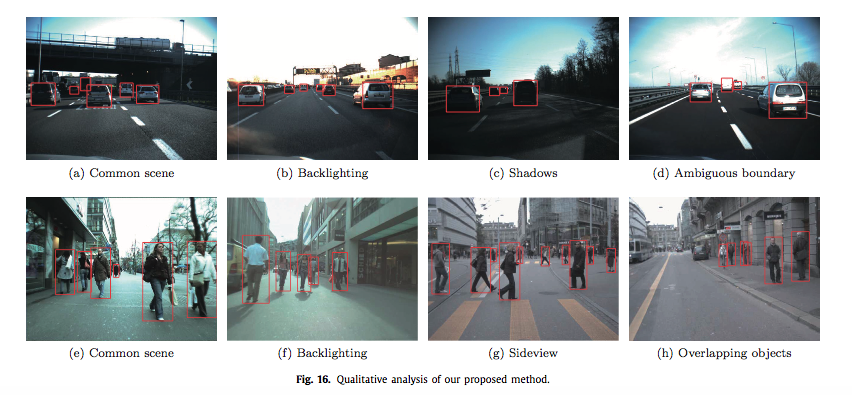 (a) Common scene
(b) Backlighting
(c) Shadows
(d) Ambiguous boundary
(e) Common scene
(f) Backlighting
(g) Sideview
(h) Overlapping objects
Fig. 16. Qualitative analysis of our proposed method.